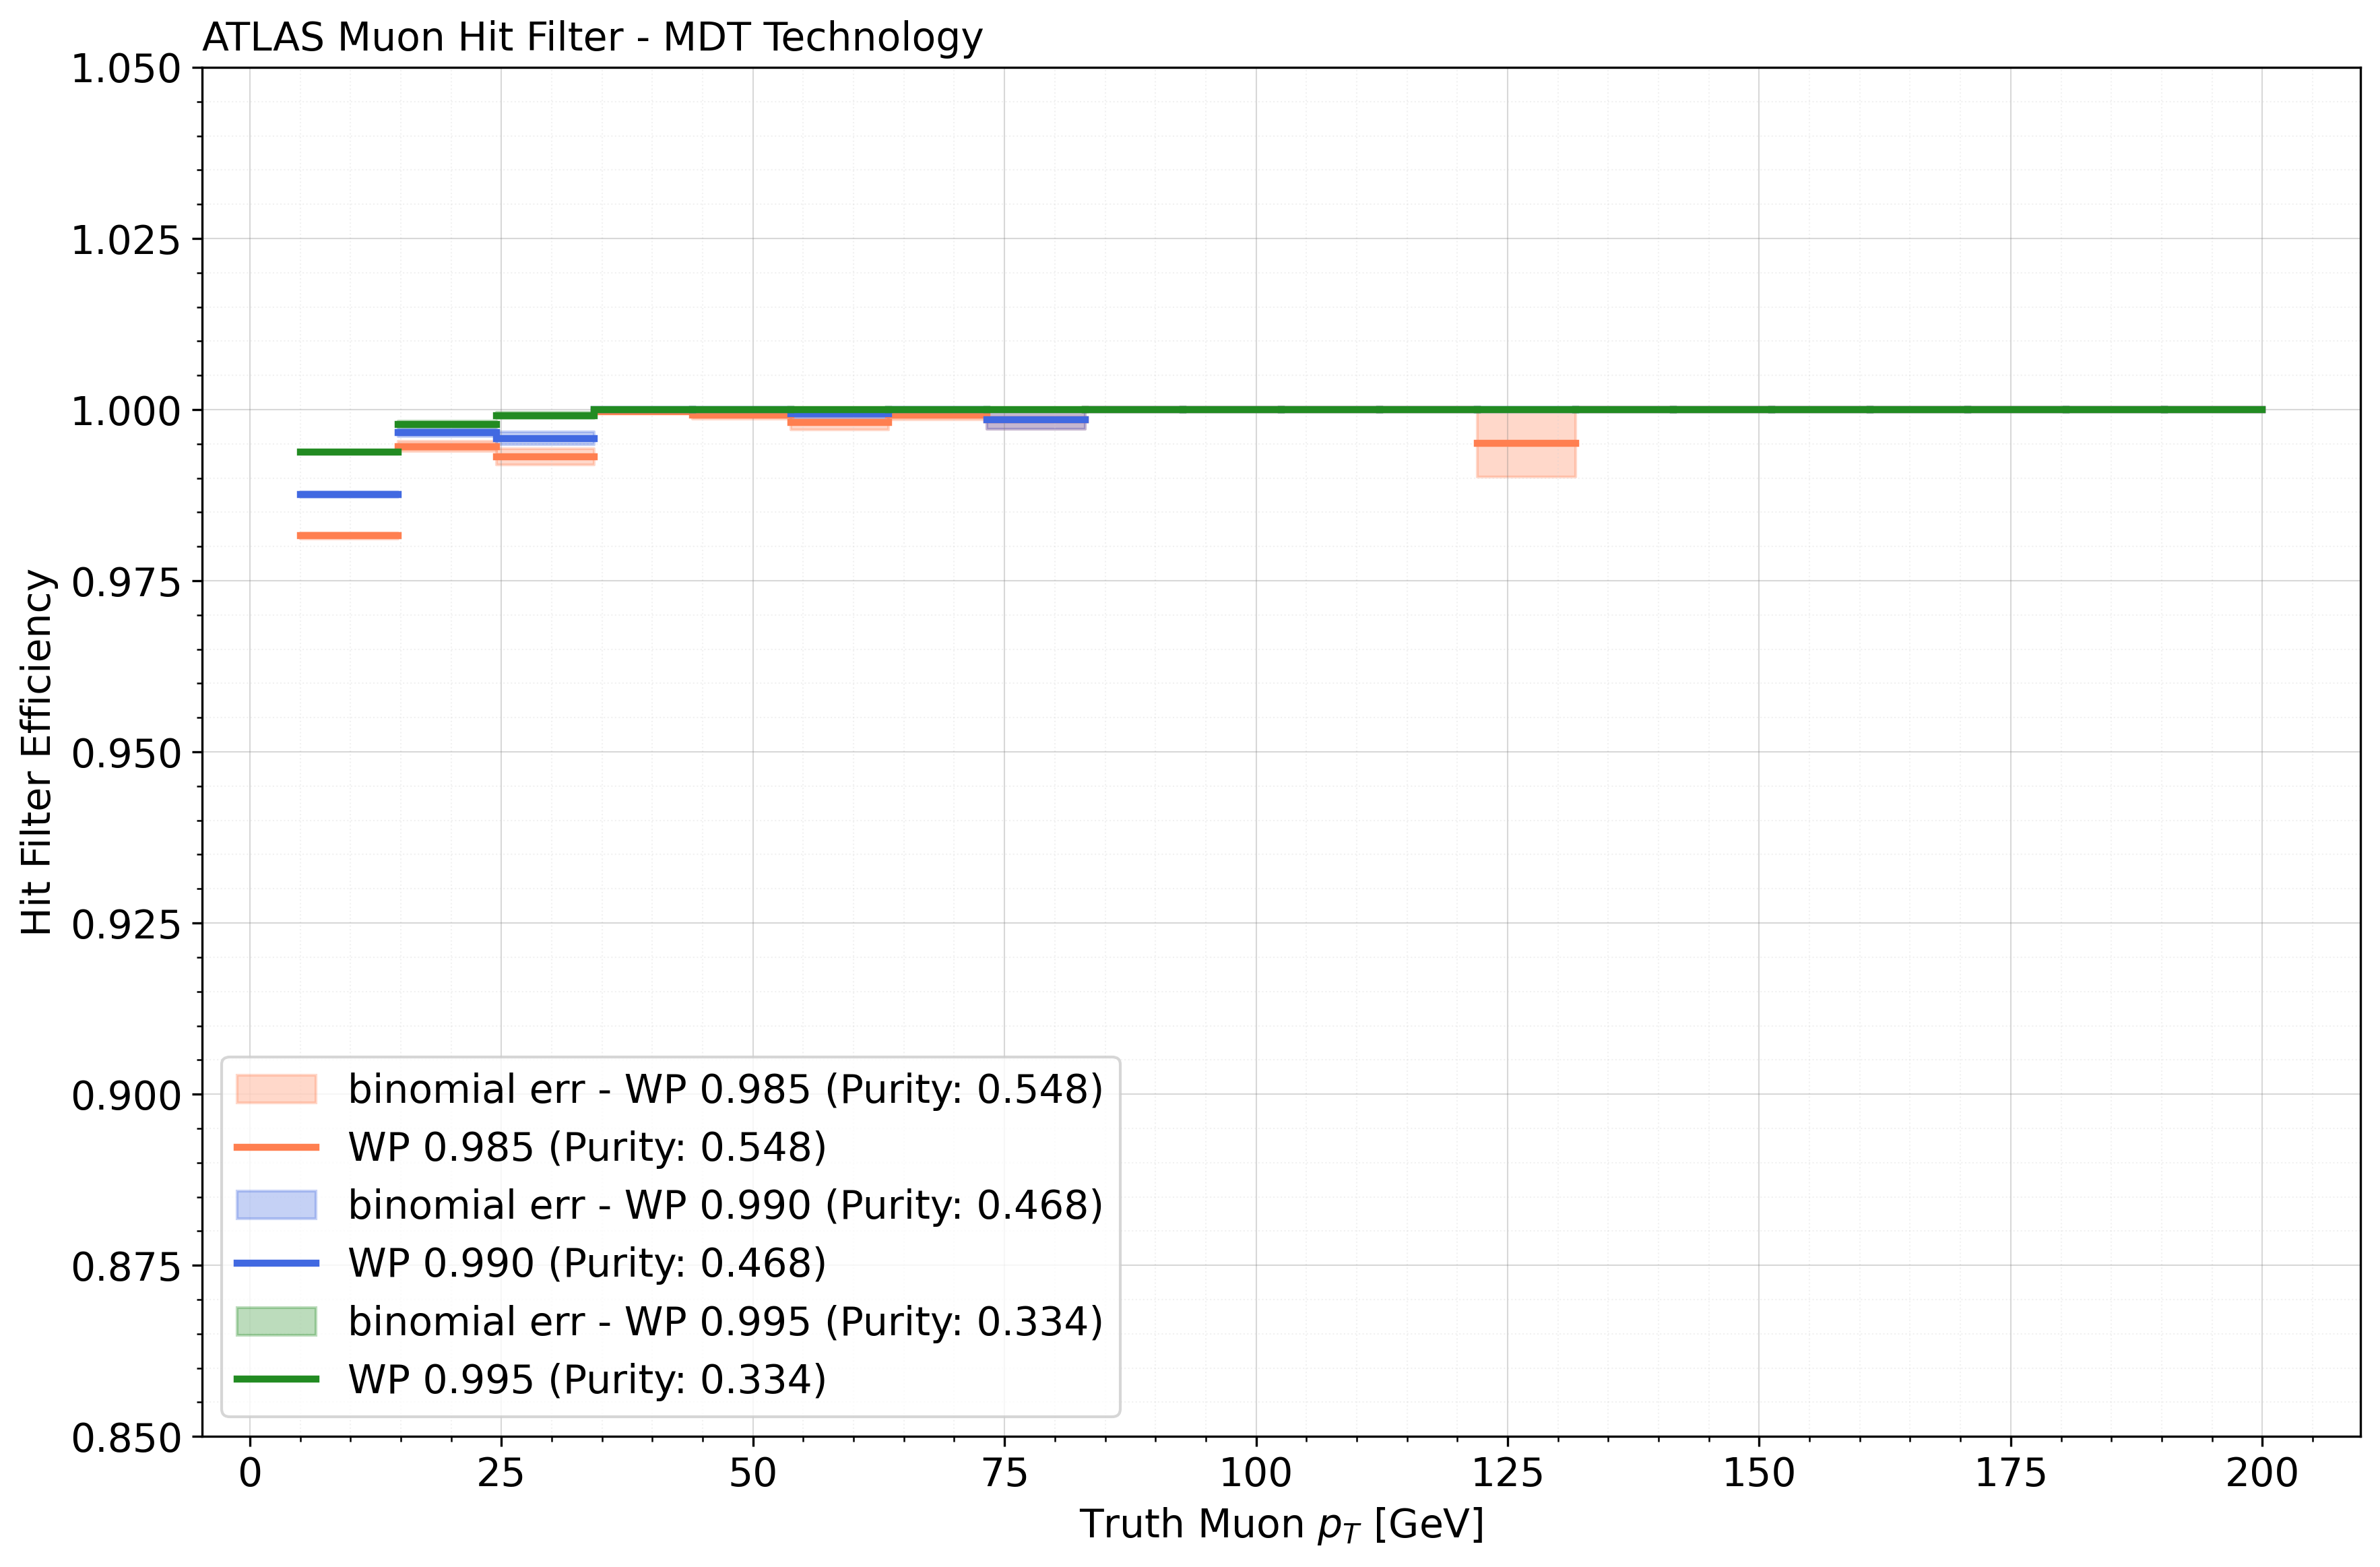 ATLAS Muon Hit Filter - MDT Technology
1.050
1.025
1.000
0.975
0.950
0.925
0.900
0.875
0.850
Hit Filter Efficiency
binomial err - WP 0.985 (Purity: 0.548)
WP 0.985 (Purity: 0.548)
binomial err - WP 0.990 (Purity: 0.468)
WP 0.990 (Purity: 0.468)
binomial err - WP 0.995 (Purity: 0.334)
WP 0.995 (Purity: 0.334)
0 25 50 75 100 125 150 175 200
Truth Muon p_T [GeV]